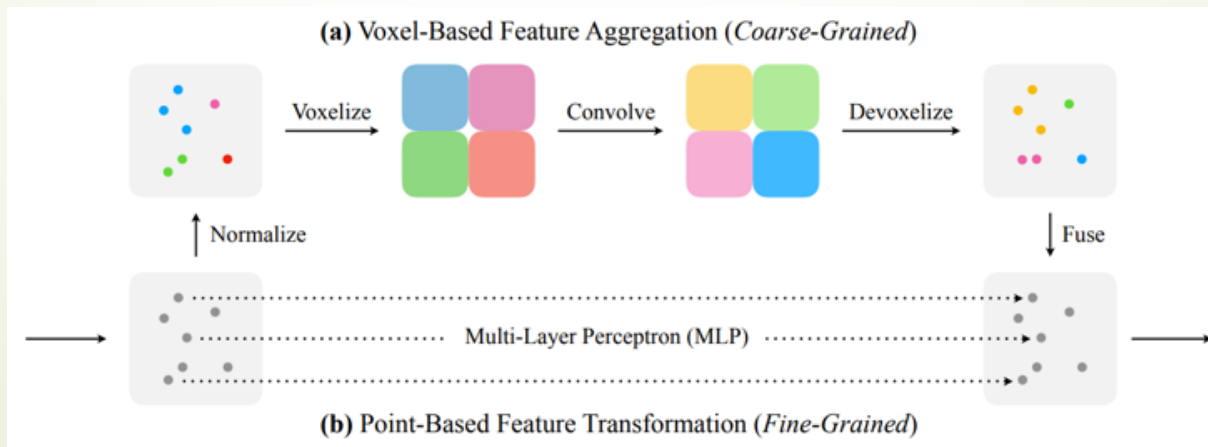 (a) Voxel-Based Feature Aggregation (Coarse-Grained)
Voxelize
Convolve
Devoxelize
Normalize
Fuse
Multi-Layer Perceptron (MLP)
(b) Point-Based Feature Transformation (Fine-Grained)